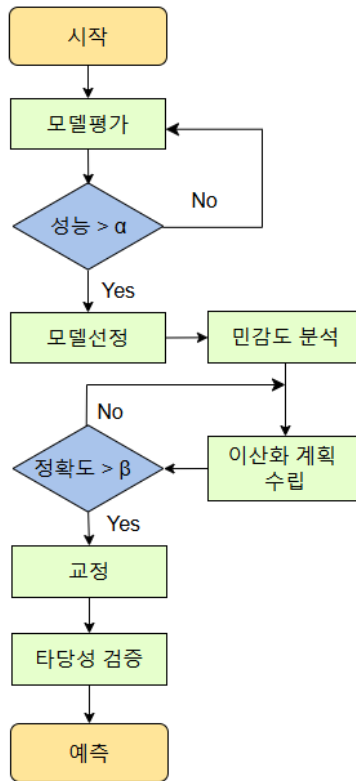 시작
모델평가
성능 > α
No
Yes
모델선정
민감도 분석
No
정확도 > β
이산화 계획
수립
Yes
교정
타당성 검증
예측